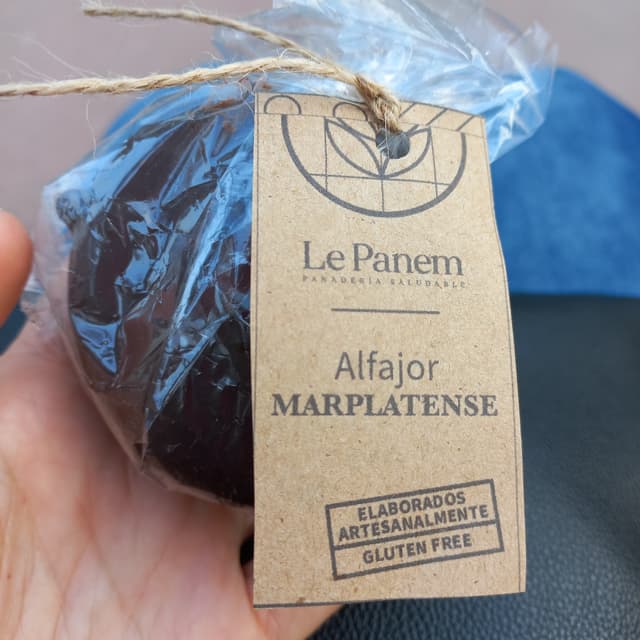 Le Panem
PANADERÍA SALUDABLE
Alfajor
MARPLATENSE
ELABORADOS
ARTESANALMENTE
GLUTEN FREE